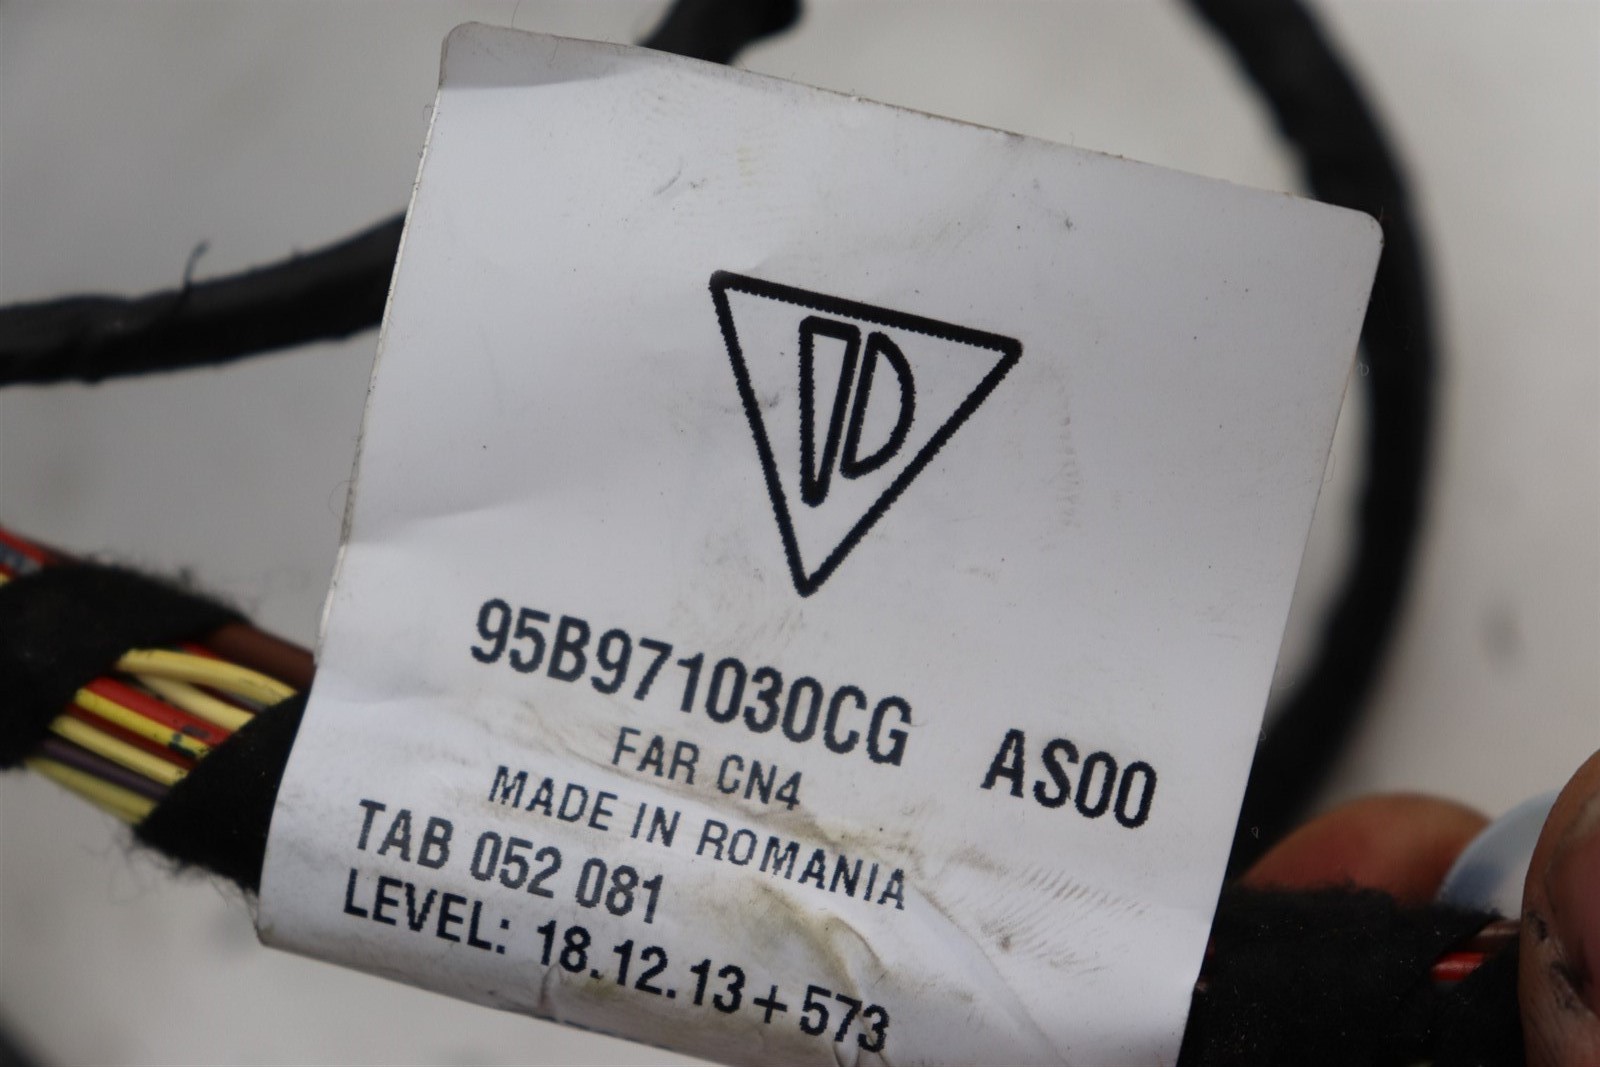 95B971030CG AS00
FAR CN4
MADE IN ROMANIA
TAB 052 081
LEVEL: 18.12.13+573